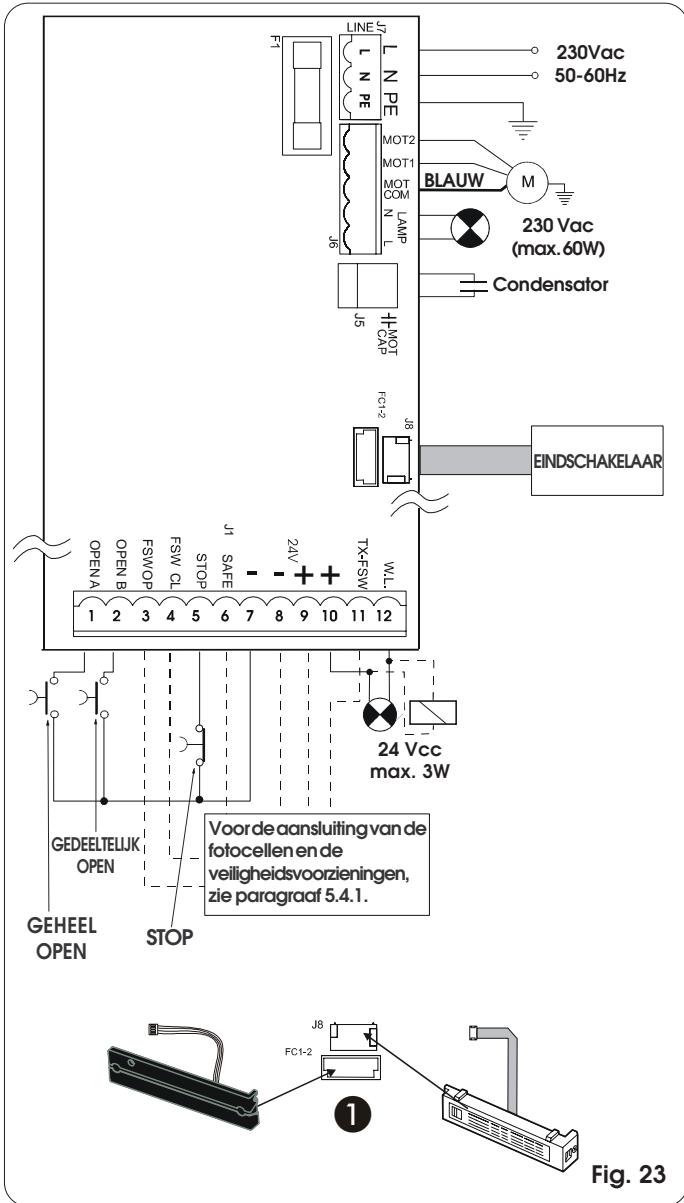 LINE J7
F1
L
N
PE
L N PE
230Vac
50-60Hz
MOT2
MOT1
MOT
COM
BLAUW
M
N LAMP
L
J6
230 Vac
(max. 60W)
Condensator
J5
MOT
CAP
FC1-2
J8
EINDSCHAKELAAR
J1
24V
OPEN A
OPEN B
FSW OP
FSW CL
STOP
SAFE
-
-
+
+
TX-FSW
W.L.
1 2 3 4 5 6 7 8 9 10 11 12
24 Vcc
max. 3W
GEDEELTELIJK
OPEN
Voor de aansluiting van de
fotocellen en de
veiligheidsvoorzieningen,
zie paragraaf 5.4.1.
GEHEEL
OPEN
STOP
J8
FC1-2
1
Fig. 23